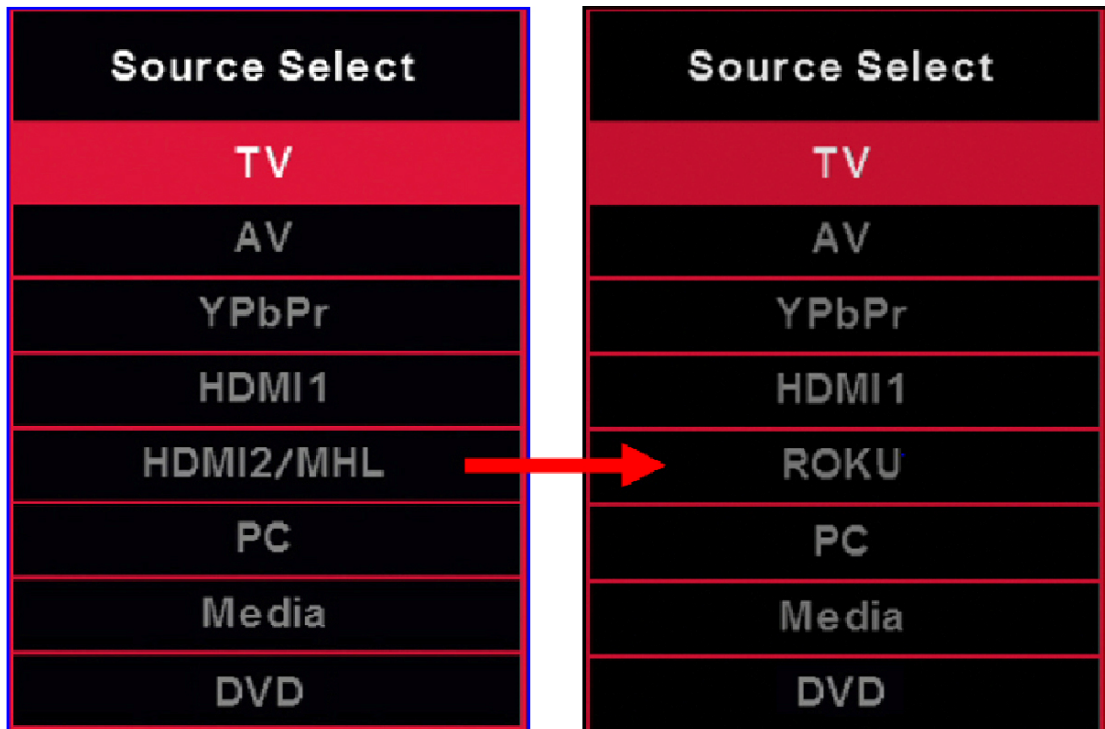 Source Select
TV
AV
YPbPr
HDMI1
HDMI2/MHL
PC
Media
DVD
Source Select
TV
AV
YPbPr
HDMI1
ROKU
PC
Media
DVD